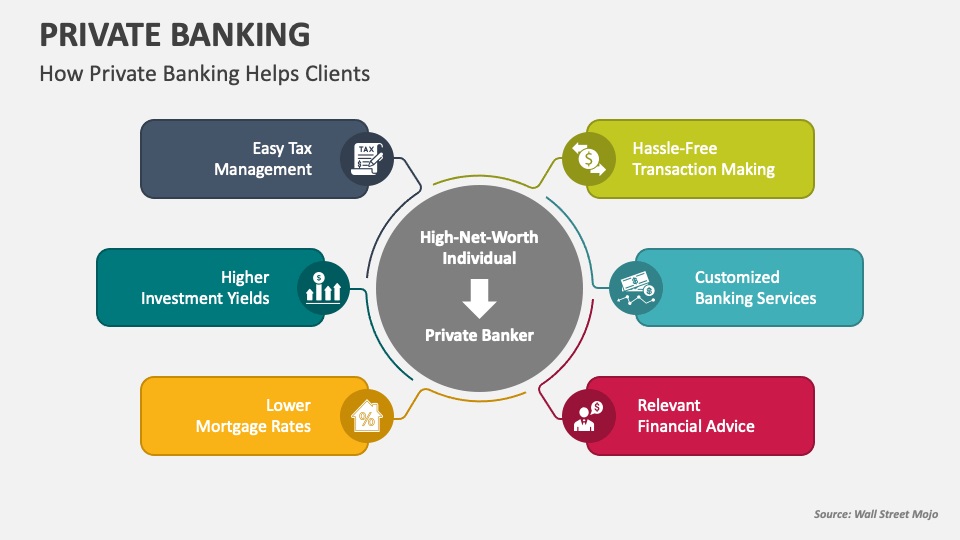 PRIVATE BANKING
How Private Banking Helps Clients
Easy Tax
Management
TAX
$
Hassle-Free
Transaction Making
$
High-Net-Worth
Individual
Private Banker
Higher
Investment Yields
$
Customized
Banking Services
Lower
Mortgage Rates
%
Relevant
Financial Advice
$
Source: Wall Street Mojo